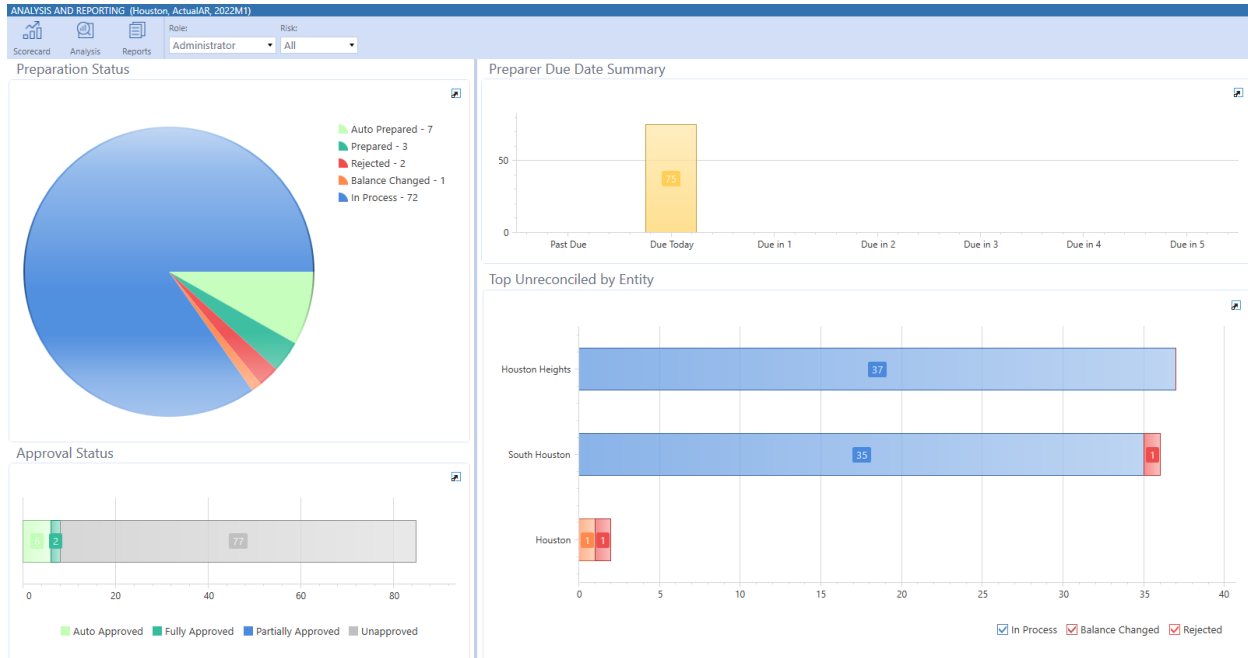 ANALYSIS AND REPORTING (Houston, ActualAR, 2022M1)
Scorecard
Analysis
Reports
Role:
Administrator
Risk:
All
Preparation Status
Auto Prepared - 7
Prepared - 3
Rejected - 2
Balance Changed - 1
In Process - 72
Approval Status
6 2 77
0 20 40 60 80
Auto Approved Fully Approved Partially Approved Unapproved
Preparer Due Date Summary
50
75
0
Past Due Due Today Due in 1 Due in 2 Due in 3 Due in 4 Due in 5
Top Unreconciled by Entity
Houston Heights 37
South Houston 35 1
Houston 1 1
0 5 10 15 20 25 30 35 40
In Process Balance Changed Rejected